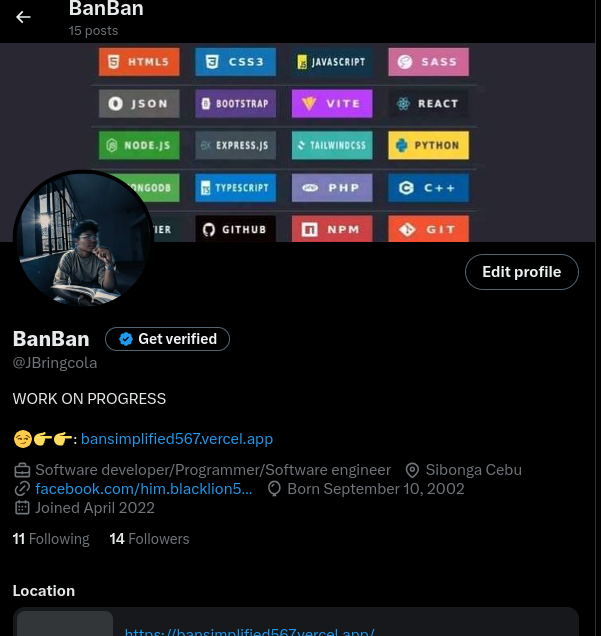 BanBan
15 posts
HTML5 CSS3 JAVASCRIPT SASS
JSON BOOTSTRAP VITE REACT
NODE.JS EXPRESS.JS TAILWINDCSS PYTHON
ONGODB TYPESCRIPT PHP C++
IER GITHUB NPM GIT
Edit profile
BanBan Get verified
@JBringcola
WORK ON PROGRESS
😏👉👉: bansimplified567.vercel.app
Software developer/Programmer/Software engineer Sibonga Cebu
facebook.com/him.blacklion5... Born September 10, 2002
Joined April 2022
11 Following 14 Followers
Location
https://bansimplified567.vercel.app/